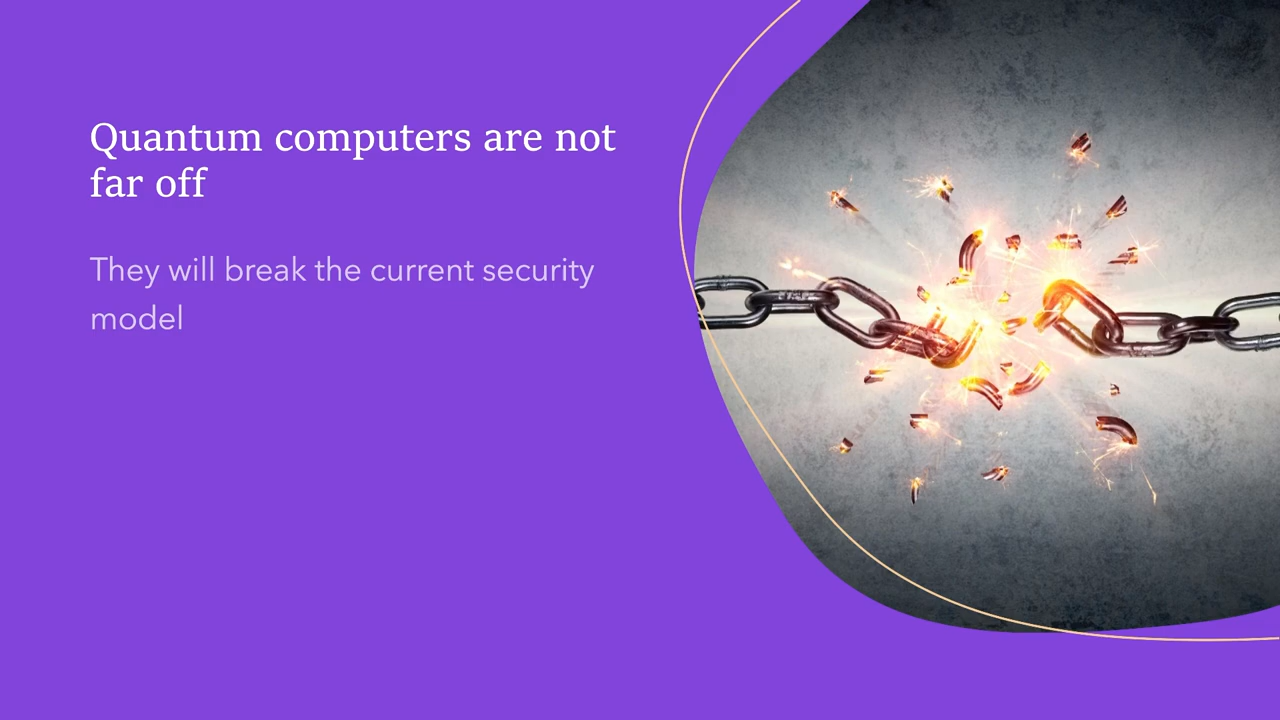 Quantum computers are not
far off
They will break the current security
model